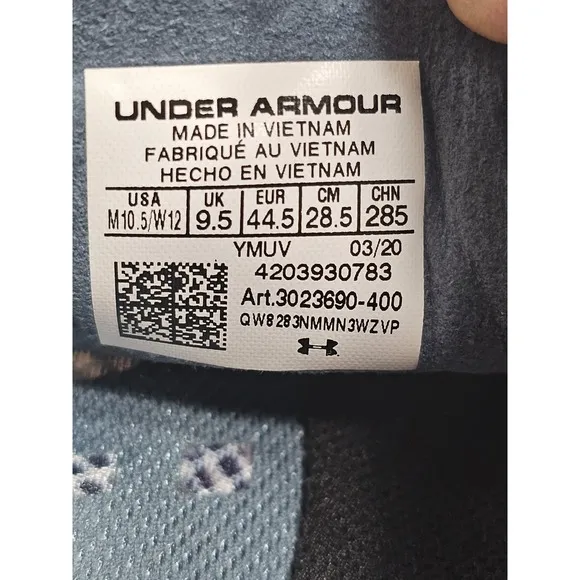 UNDER ARMOUR
MADE IN VIETNAM
FABRIQUÉ AU VIETNAM
HECHO EN VIETNAM
USA UK EUR CM CHN
M10.5/W12 9.5 44.5 28.5 285
YMUV 03/20
4203930783
Art.3023690-400
QW8283NMMN3WZVP